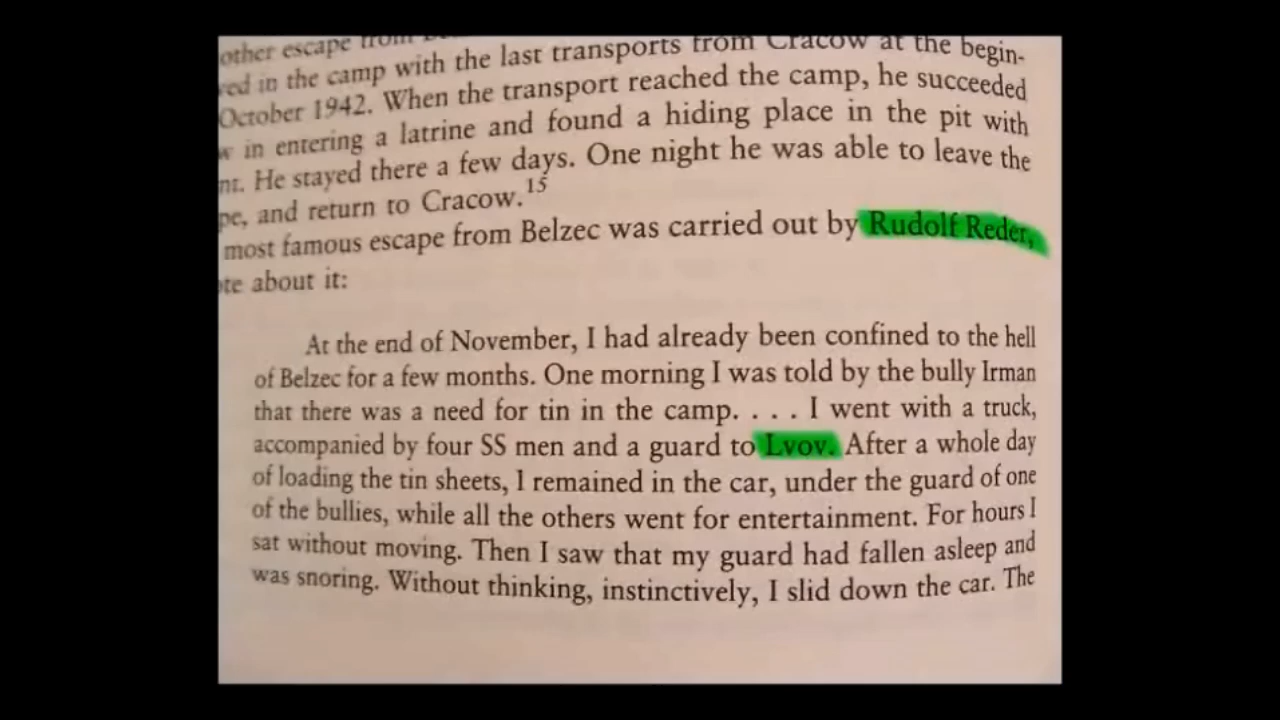 other escape from
ved in the camp with the last transports from Cracow at the begin-
October 1942. When the transport reached the camp, he succeeded
w in entering a latrine and found a hiding place in the pit with
nt. He stayed there a few days. One night he was able to leave the
pe, and return to Cracow.15
most famous escape from Belzec was carried out by Rudolf Reder,
ote about it:
At the end of November, I had already been confined to the hell
of Belzec for a few months. One morning I was told by the bully Irman
that there was a need for tin in the camp. . . . I went with a truck,
accompanied by four SS men and a guard to Lvov. After a whole day
of loading the tin sheets, I remained in the car, under the guard of one
of the bullies, while all the others went for entertainment. For hours I
sat without moving. Then I saw that my guard had fallen asleep and
was snoring. Without thinking, instinctively, I slid down the car. The